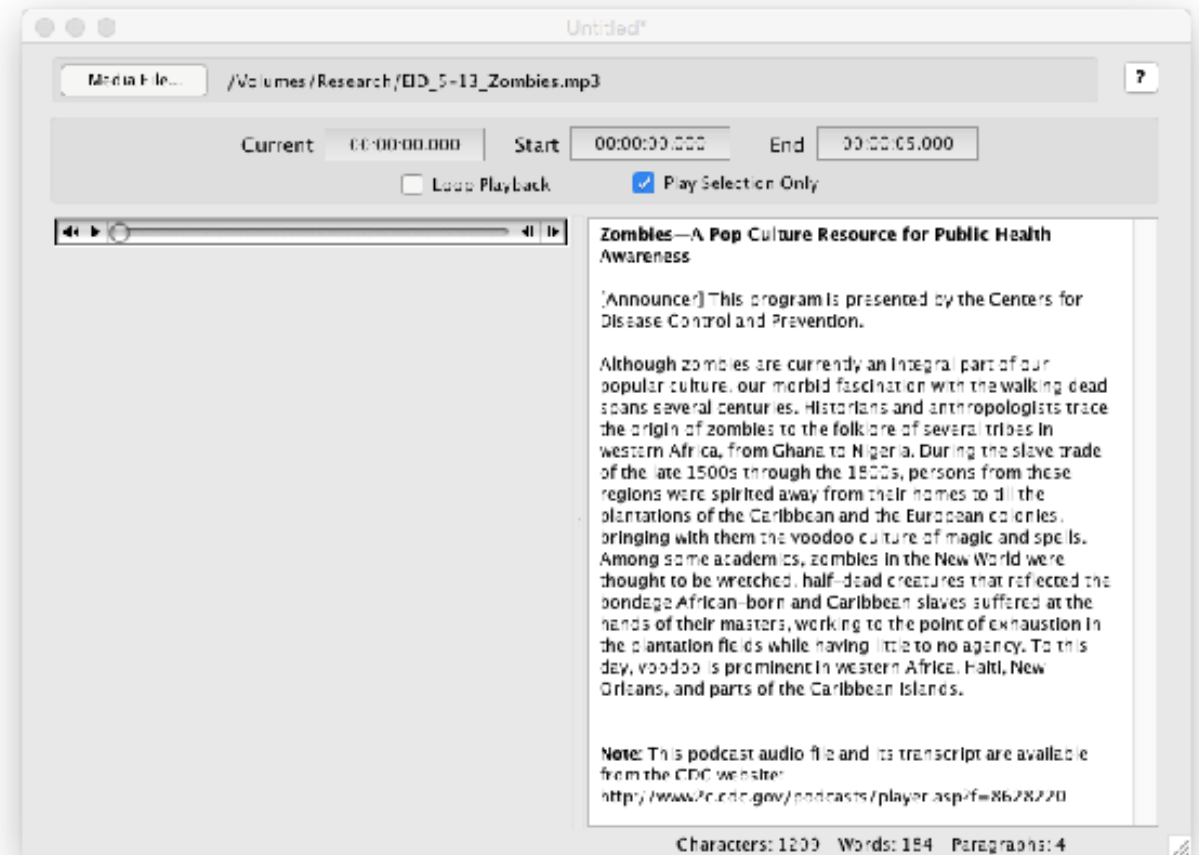 Untitled*
Media File...
/Volumes/Research/EID_5-13_Zombies.mp3
?
Current 00:00:00.000 Start 00:00:00.000 End 00:00:05.000
Loop Playback Play Selection Only
Zombies—A Pop Culture Resource for Public Health
Awareness
[Announcer] This program is presented by the Centers for
Disease Control and Prevention.
Although zombies are currently an integral part of our
popular culture, our morbid fascination with the walking dead
spans several centuries. Historians and anthropologists trace
the origin of zombies to the folklore of several tribes in
western Africa, from Ghana to Nigeria. During the slave trade
of the late 1500s through the 1800s, persons from these
regions were spirited away from their homes to till the
plantations of the Caribbean and the European colonies,
bringing with them the voodoo culture of magic and spells.
Among some academics, zombies in the New World were
thought to be wretched, half-dead creatures that reflected the
bondage African-born and Caribbean slaves suffered at the
hands of their masters, working to the point of exhaustion in
the plantation fields while having little to no agency. To this
day, voodoo is prominent in western Africa, Haiti, New
Orleans, and parts of the Caribbean Islands.
Note: This podcast audio file and its transcript are available
from the CDC website:
http://www2c.cdc.gov/podcasts/player.asp?f=8628220
Characters: 1209 Words: 184 Paragraphs: 4